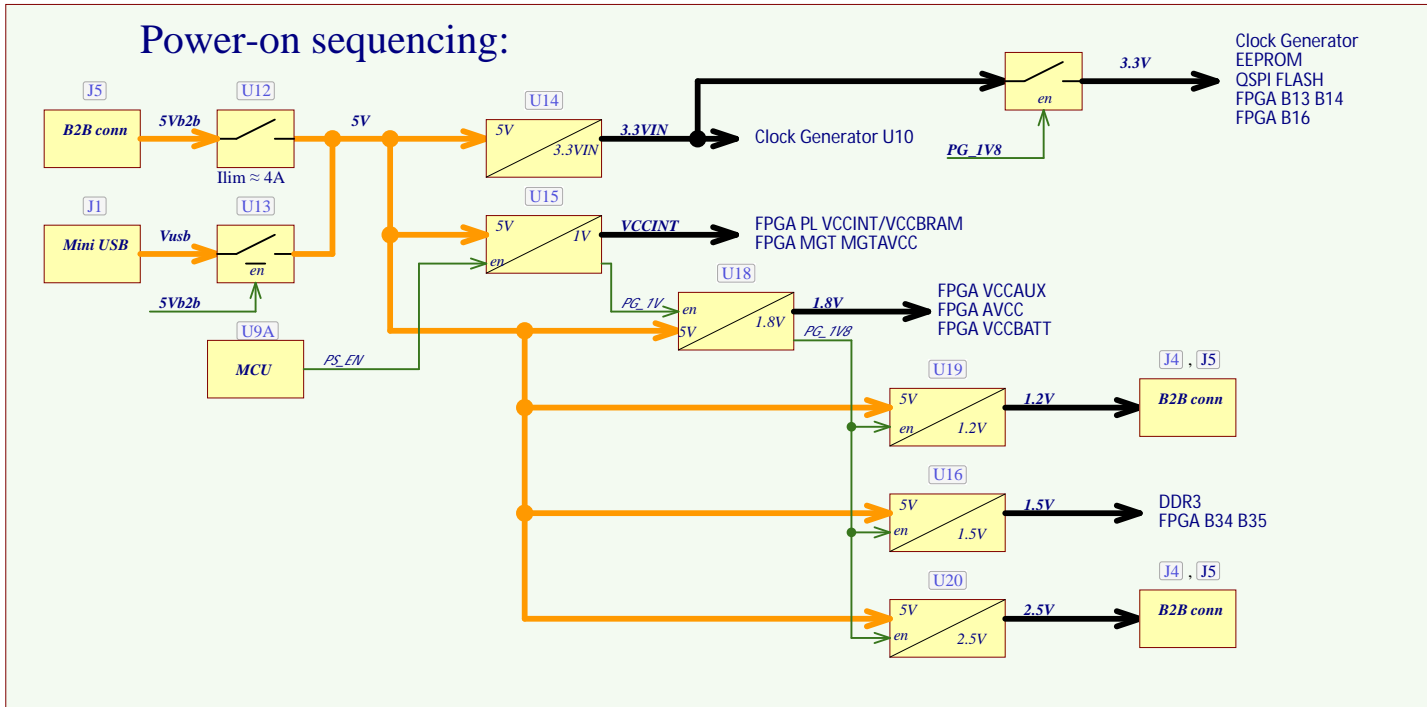 Power-on sequencing:
J5
B2B conn
5Vb2b
U12
Ilim ≈ 4A
5V
J1
Mini USB
Vusb
U13
en
5Vb2b
U9A
MCU
PS_EN
U14
5V
3.3VIN
3.3VIN
Clock Generator U10
en
PG_1V8
3.3V
Clock Generator
EEPROM
QSPI FLASH
FPGA B13 B14
FPGA B16
U15
5V
1V
en
VCCINT
FPGA PL VCCINT/VCCBRAM
FPGA MGT MGTAVCC
PG_1V
U18
en
5V
1.8V
1.8V
PG_1V8
FPGA VCCAUX
FPGA AVCC
FPGA VCCBATT
U19
5V
en
1.2V
1.2V
J4 , J5
B2B conn
U16
5V
en
1.5V
1.5V
DDR3
FPGA B34 B35
U20
5V
en
2.5V
2.5V
J4 , J5
B2B conn